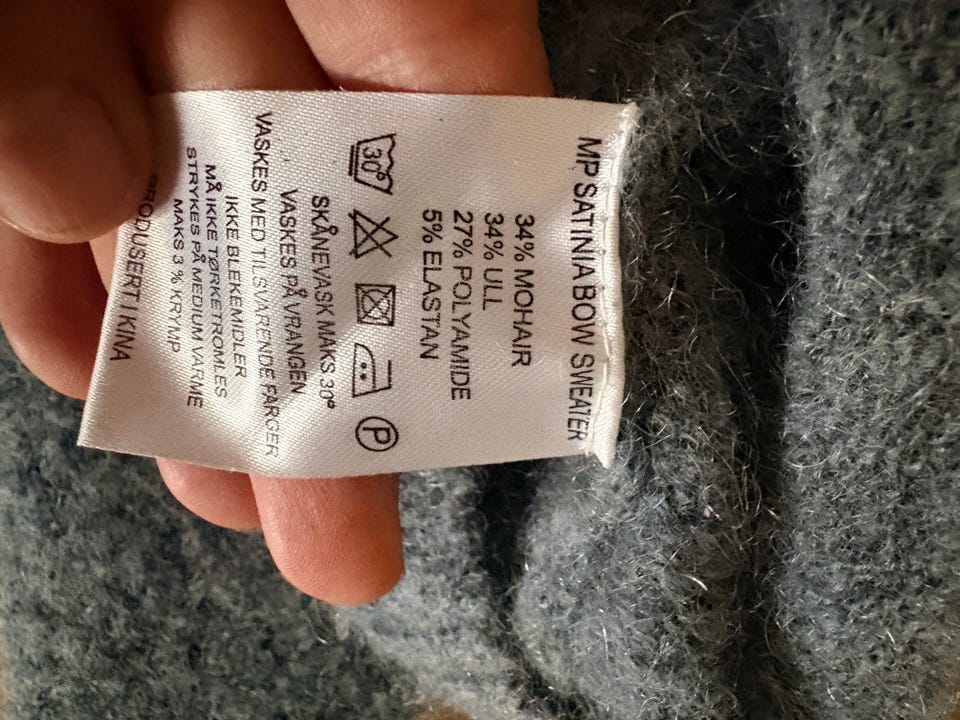 MP SATINIA BOW SWEATER
34% MOHAIR
34% ULL
27% POLYAMIDE
5% ELASTAN
30° P
SKÅNEVASK MAKS 30°
VASKES PÅ VRANGEN
VASKES MED TILSVARENDE FARGER
IKKE BLEKEMIDLER
MÅ IKKE TØRKETROMLES
STRYKES PÅ MEDIUM VARME
MAKS 3 % KRYMP
PRODUSERT I KINA